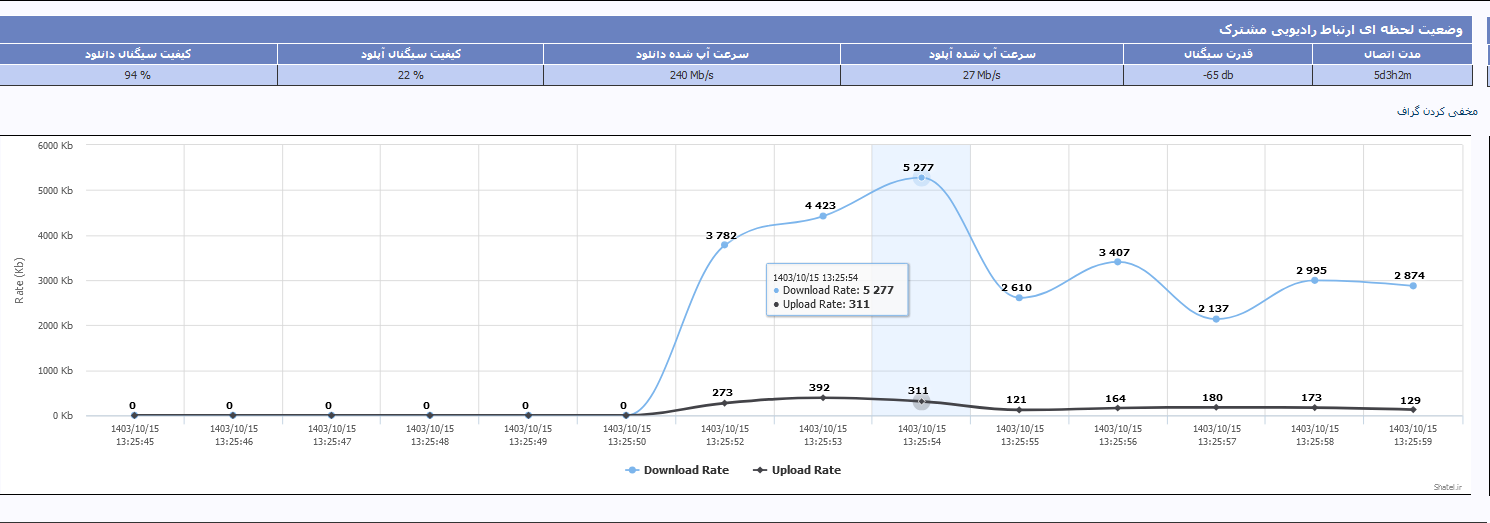 وضعیت لحظه ای ارتباط رادیویی مشترک
مدت اتصال قدرت سیگنال سرعت آپ شده آپلود سرعت آپ شده دانلود کیفیت سیگنال آپلود کیفیت سیگنال دانلود
5d3h2m -65 db 27 Mb/s 240 Mb/s 22 % 94 %
مخفی کردن گراف
6000 Kb
5 277
5000 Kb
4 423
4000 Kb
3 782
3 407
1403/10/15 13:25:54
Download Rate: 5 277
Upload Rate: 311
Rate (Kb)
3000 Kb
2 610
2 995
2 874
2 137
2000 Kb
1000 Kb
0 Kb
0 0 0 0 0 0 273 392 311 121 164 180 173 129
1403/10/15 1403/10/15 1403/10/15 1403/10/15 1403/10/15 1403/10/15 1403/10/15 1403/10/15 1403/10/15 1403/10/15 1403/10/15 1403/10/15 1403/10/15 1403/10/15
13:25:45 13:25:46 13:25:47 13:25:48 13:25:49 13:25:50 13:25:52 13:25:53 13:25:54 13:25:55 13:25:56 13:25:57 13:25:58 13:25:59
Download Rate Upload Rate
Shatel.ir